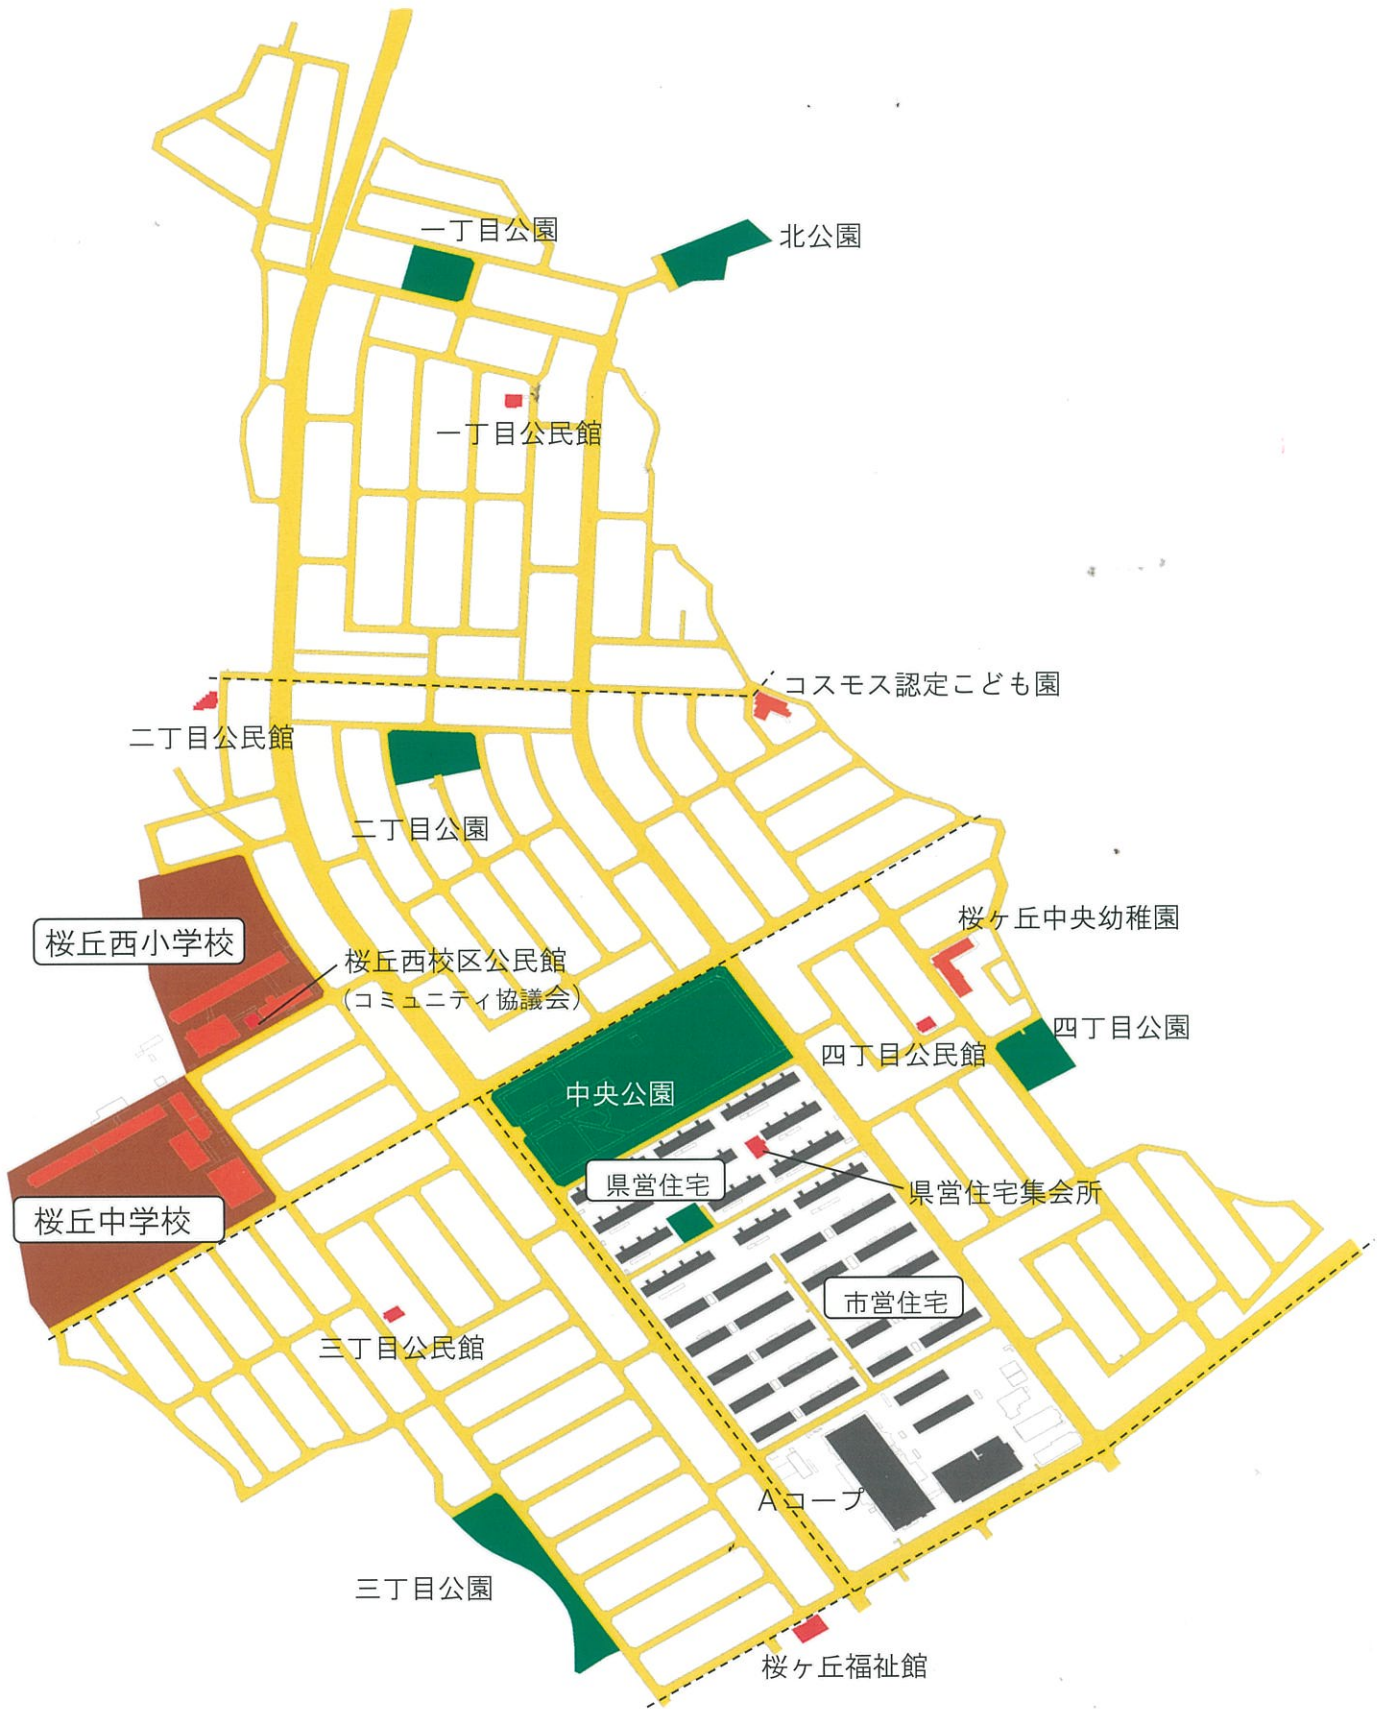 一丁目公園
北公園
一丁目公民館
コスモス認定こども園
二丁目公民館
二丁目公園
桜ヶ丘中央幼稚園
桜丘西小学校
桜丘西校区公民館
（コミュニティ協議会）
四丁目公園
四丁目公民館
中央公園
県営住宅
県営住宅集会所
桜丘中学校
市営住宅
三丁目公民館
Aコープ
三丁目公園
桜ヶ丘福祉館